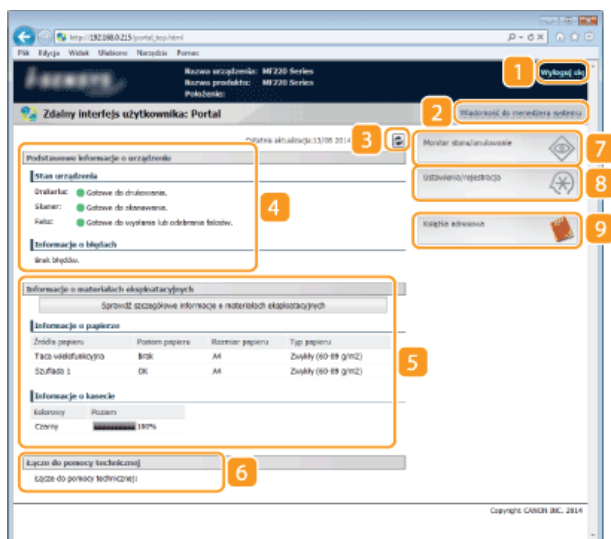 http://192.168.0.215/portal_top.html
Plik Edycja Widok Ulubione Narzędzia Pomoc
Nazwa urządzenia: MF220 Series
Nazwa produktu: MF220 Series
Położenie:
1
Wyloguj się
Zdalny interfejs użytkownika: Portal
2
Wiadomość do menedżera systemu
Ostatnia aktualizacja:13/05 2014
3
Podstawowe informacje o urządzeniu
Stan urządzenia
Drukarka: Gotowe do drukowania.
Skaner: Gotowe do skanowania.
Faks: Gotowe do wysłania lub odebrania faksów.
4
Informacje o błędach
Brak błędów.
Monitor stanu/anulowanie
7
Ustawienia/rejestracja
8
Książka adresowa
9
Informacje o materiałach eksploatacyjnych
Sprawdź szczegółowe informacje o materiałach eksploatacyjnych
Informacje o papierze
Źródło papieru Poziom papieru Rozmiar papieru Typ papieru
Taca wielofunkcyjna Brak A4 Zwykły (60-89 g/m2)
Szuflada 1 OK A4 Zwykły (60-89 g/m2)
5
Informacje o kasecie
Kolorowy Poziom
Czarny 100%
Łącze do pomocy technicznej
Łącze do pomocy technicznej:
6
Copyright CANON INC. 2014